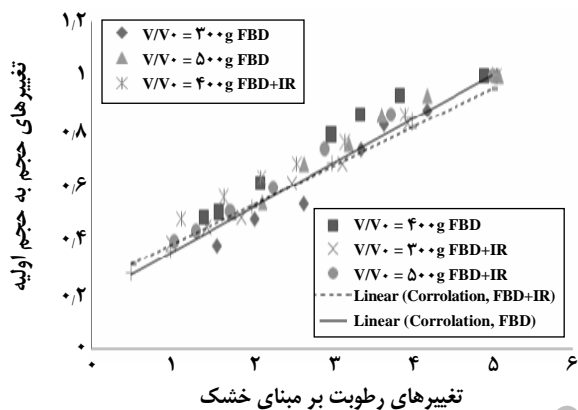 ۱٫۲
۱
۰٫۸
۰٫۶
۰٫۴
۰٫۲
۰
تغییرهای حجم به حجم اولیه
V/V۰ = ۳۰۰g FBD
V/V۰ = ۵۰۰g FBD
V/V۰ = ۴۰۰g FBD+IR
V/V۰ = ۴۰۰g FBD
V/V۰ = ۳۰۰g FBD+IR
V/V۰ = ۵۰۰g FBD+IR
Linear (Corrolation, FBD+IR)
Linear (Corrolation, FBD)
۰ ۱ ۲ ۳ ۴ ۵ ۶
تغییرهای رطوبت بر مبنای خشک